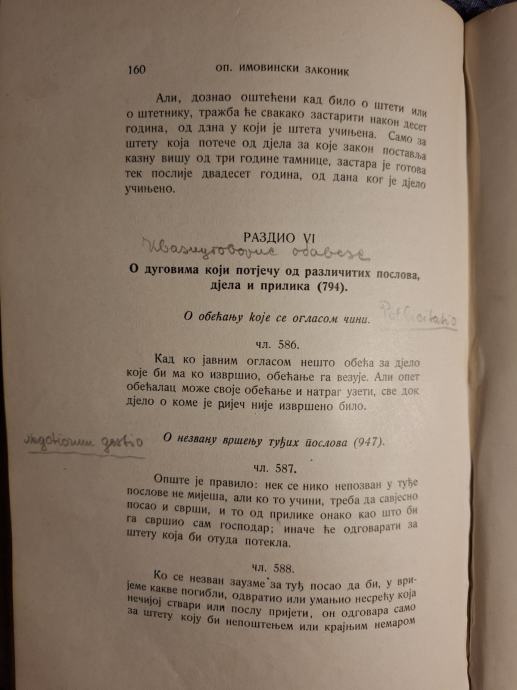 160
ОП. ИМОВИНСКИ ЗАКОНИК
Али, дознао оштећени кад било о штети или
о штетнику, тражба ће свакако застарити након десет
година, од дана у који је штета учињена. Само за
штету која потече од дјела за које закон поставља
казну вишу од три године тамнице, застара је готова
тек послије двадесет година, од дана ког је дјело
учињено.
РАЗДИО VI
Квазиуговорне обавезе
О дуговима који потјечу од различитих послова,
дјела и прилика (794).
О обећању које се огласом чини.
Pollicitatio
чл. 586.
Кад ко јавним огласом нешто обећа за дјело
које би ма ко извршио, обећање га везује. Али опет
обећалац може своје обећање и натраг узети, све док
дјело о коме је ријеч није извршено било.
О незвану вршењу туђих послова (947).
чл. 587.
Опште је правило: нек се нико непозван у туђе
послове не мијеша, али ко то учини, треба да савјесно
посао и сврши, и то од прилике онако као што би
га свршио сам господар; иначе ће одговарати за
штету која би отуда потекла.
чл. 588.
Ко се незван заузме за туђ посао да би, у ври-
јеме какве погибли, одвратио или умањио несрећу која
нечијој ствари или послу пријети, он одговара само
за штету коју би непоштењем или крајњим немаром